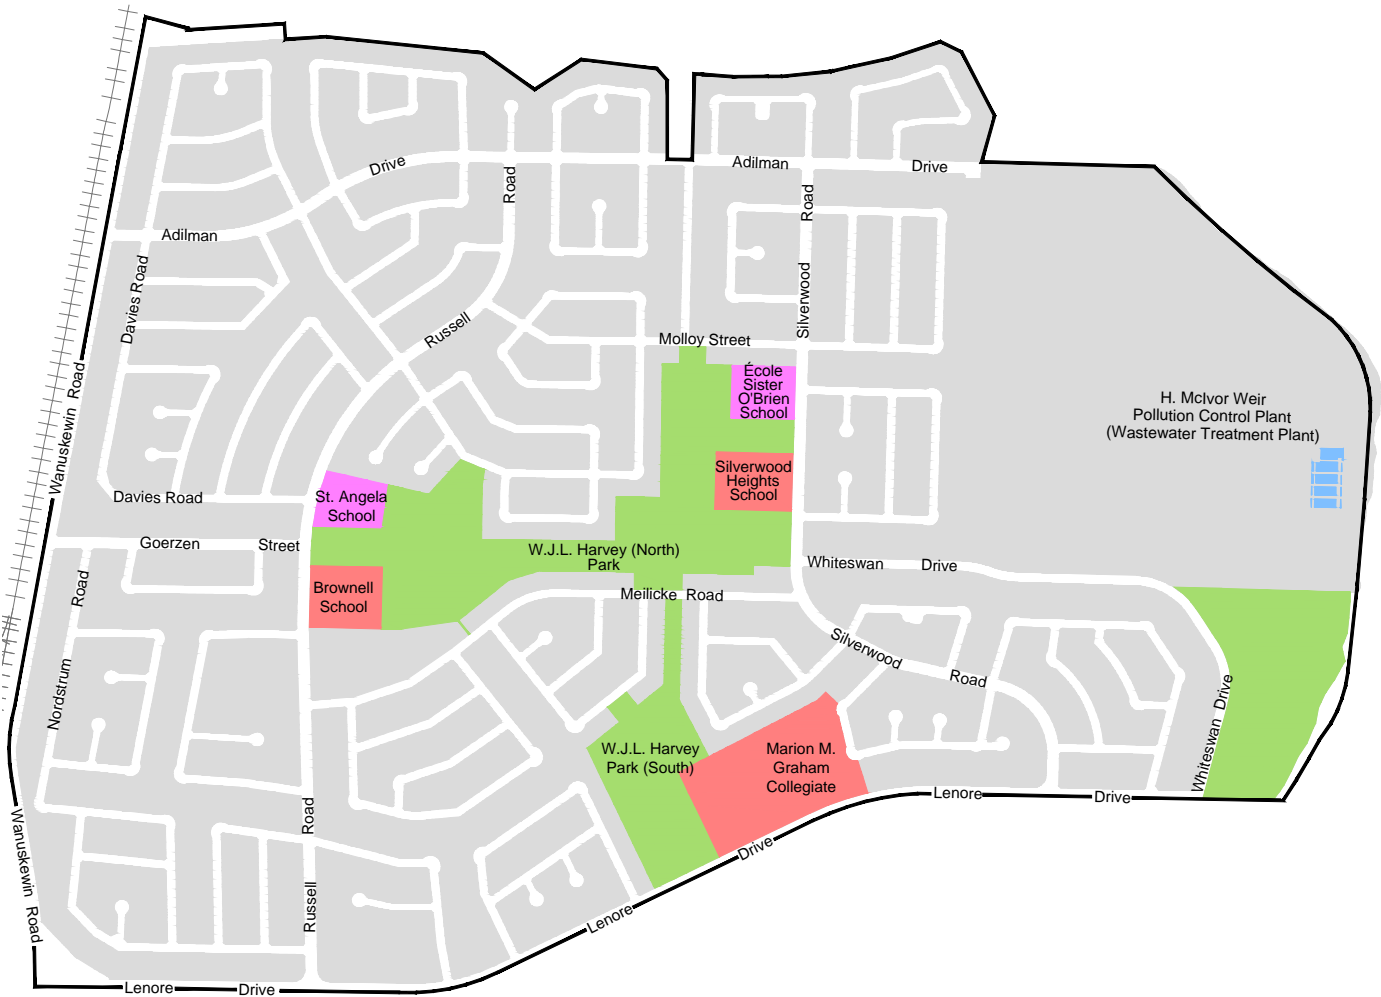 Drive
Adilman
Drive
Road
Road
Adilman
Davies Road
Silverwood
Russell
Molloy Street
École
Sister
O'Brien
School
Wanuskewin Road
H. McIvor Weir
Pollution Control Plant
(Wastewater Treatment Plant)
Silverwood
Heights
School
Davies Road
St. Angela
School
Goerzen
Street
W.J.L. Harvey (North)
Park
Whiteswan
Drive
Road
Brownell
School
Meilicke Road
Silverwood
Road
Nordstrum
Whiteswan Drive
W.J.L. Harvey
Park (South)
Marion M.
Graham
Collegiate
Lenore
Drive
Road
Drive
Wanuskewin Road
Russell
Lenore
Lenore
Drive